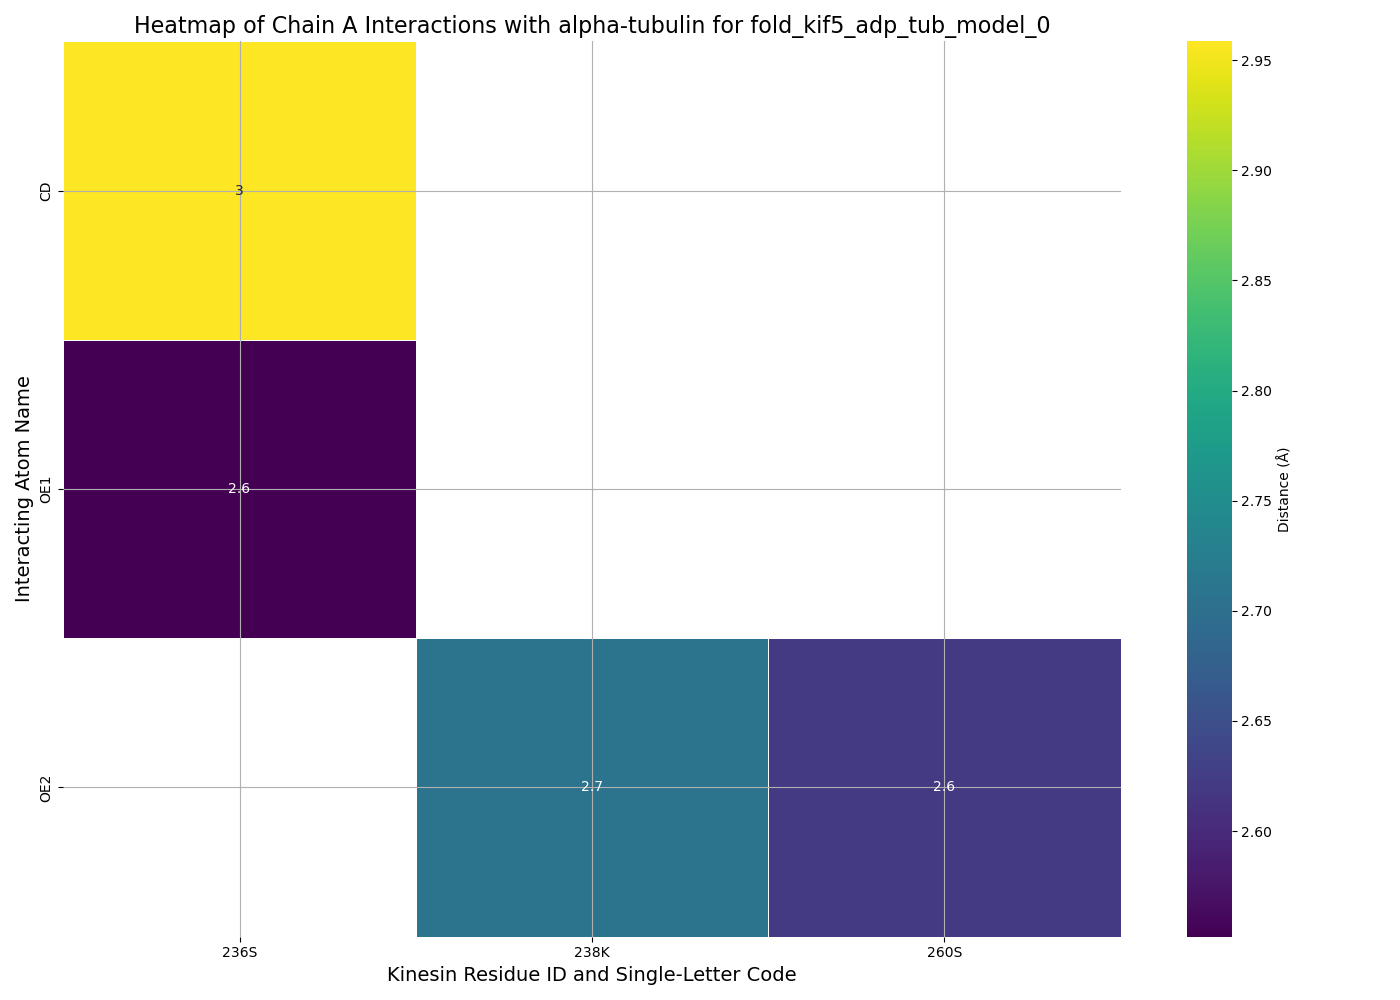 Heatmap of Chain A Interactions with alpha-tubulin for fold_kif5_adp_tub_model_0
Interacting Atom Name
CD
OE1
OE2
3
2.6
2.7
2.6
236S
238K
260S
Kinesin Residue ID and Single-Letter Code
2.95
2.90
2.85
2.80
2.75
2.70
2.65
2.60
Distance (Å)